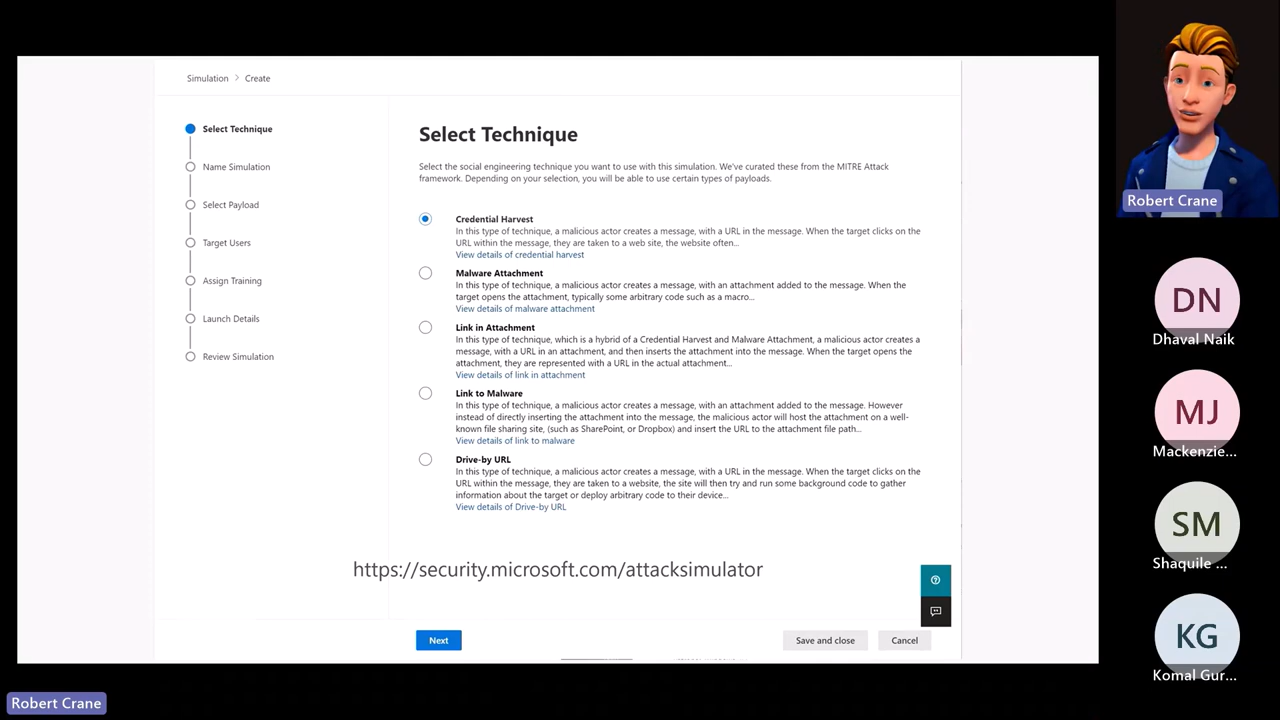 Simulation > Create
Select Technique
Name Simulation
Select Payload
Target Users
Assign Training
Launch Details
Review Simulation
Select Technique
Select the social engineering technique you want to use with this simulation. We've curated these from the MITRE Attack
framework. Depending on your selection, you will be able to use certain types of payloads.
Credential Harvest
In this type of technique, a malicious actor creates a message, with a URL in the message. When the target clicks on the
URL within the message, they are taken to a web site, the website often...
View details of credential harvest
Malware Attachment
In this type of technique, a malicious actor creates a message, with an attachment added to the message. When the
target opens the attachment, typically some arbitrary code such as a macro...
View details of malware attachment
Link in Attachment
In this type of technique, which is a hybrid of a Credential Harvest and Malware Attachment, a malicious actor creates a
message, with a URL in an attachment, and then inserts the attachment into the message. When the target opens the
attachment, they are represented with a URL in the actual attachment...
View details of link in attachment
Link to Malware
In this type of technique, a malicious actor creates a message, with an attachment added to the message. However
instead of directly inserting the attachment into the message, the malicious actor will host the attachment on a well-
known file sharing site, (such as SharePoint, or Dropbox) and insert the URL to the attachment file path...
View details of link to malware
Drive-by URL
In this type of technique, a malicious actor creates a message, with a URL in the message. When the target clicks on the
URL within the message, they are taken to a website, the site will then try and run some background code to gather
information about the target or deploy arbitrary code to their device...
View details of Drive-by URL
https://security.microsoft.com/attacksimulator
Next
Save and close
Cancel
Robert Crane
DN
Dhaval Naik
MJ
Mackenzie...
SM
Shaquile ...
KG
Komal Gur...
Robert Crane